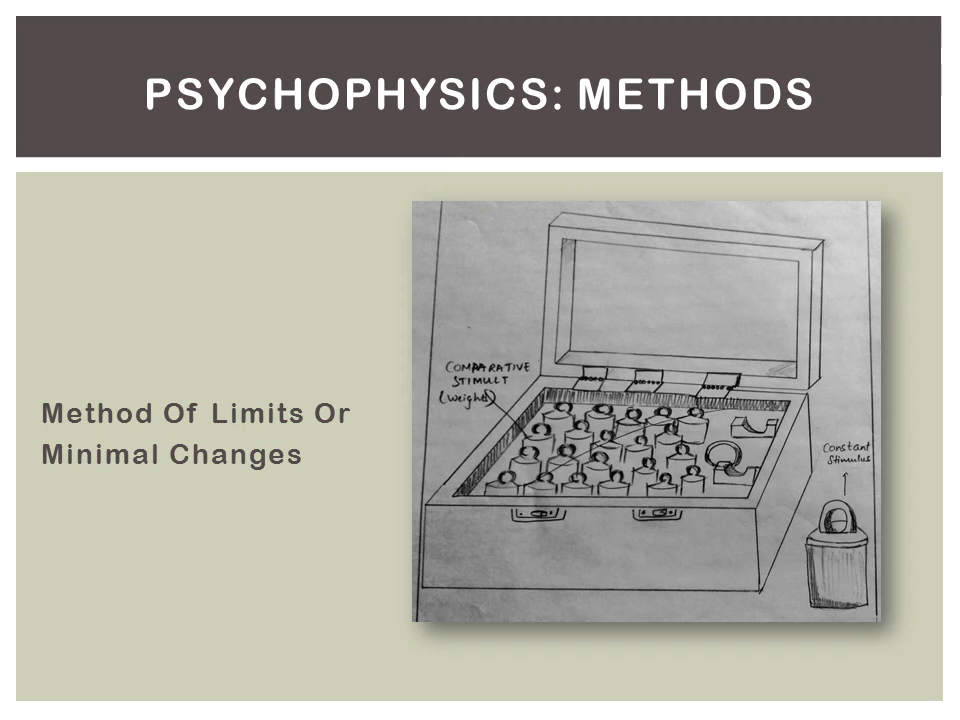 PSYCHOPHYSICS: METHODS
Method Of Limits Or
Minimal Changes
COMPARATIVE
STIMULI
(Weights)
Constant
Stimulus